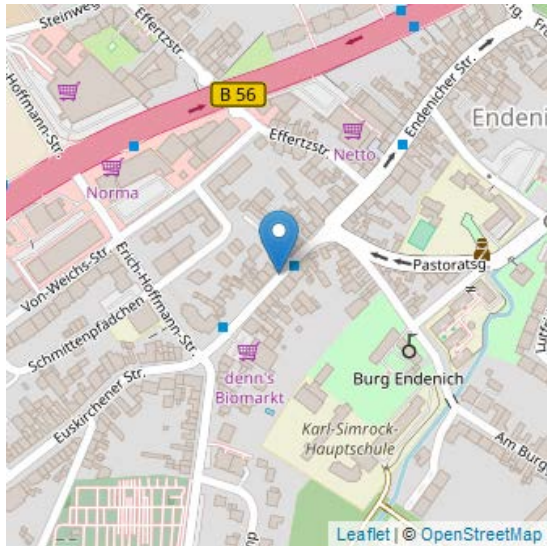 Steinweg
Effertzstr.
-Hoffmann-Str.
B 56
Endenicher Str.
Endenic
Effertzstr.
Netto
Norma
Von-Weichs-Str.
Erich-Hoffmann-Str.
Pastoratsg.
Schmittenpfädchen
denn's
Biomarkt
Burg Endenich
Euskirchener Str.
Karl-Simrock-
Hauptschule
Am Burg
Leaflet | © OpenStreetMap